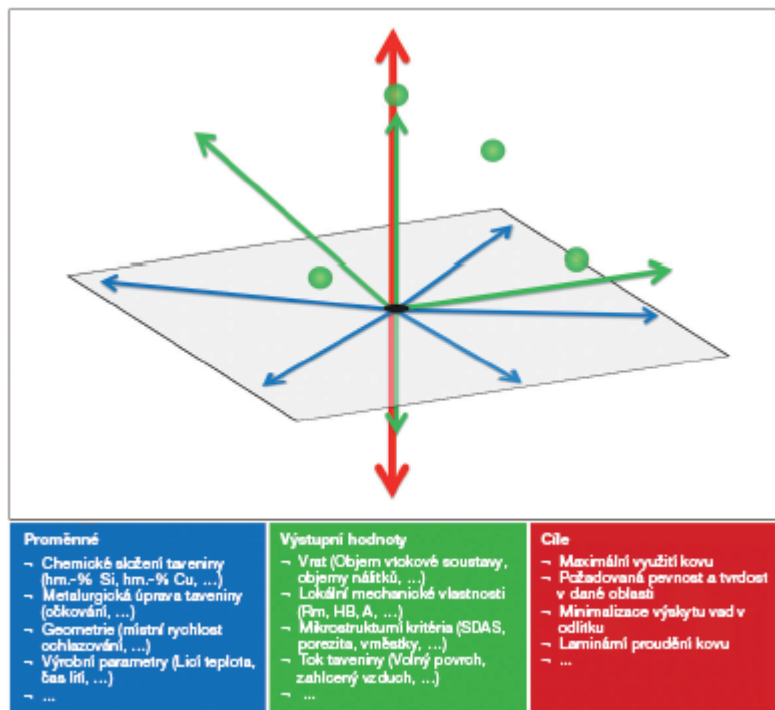 Proměnné
¬ Chemické složení taveniny
(hm.-% Si, hm.-% Cu, ...)
¬ Metalurgická úprava taveniny
(očkování, ...)
¬ Geometrie (místní rychlost
ochlazování, ...)
¬ Výrobní parametry (Licí teplota,
čas lití, ...)
¬ ...
Výstupní hodnoty
¬ Vrat (Objem vtokové soustavy,
objemy nálitků, ...)
¬ Lokální mechanické vlastnosti
(Rm, HB, A, ...)
¬ Mikrostrukturní kritéria (SDAS,
porezita, vměstky, ...)
¬ Tok taveniny (Volný povrch,
zahlcený vzduch, ...)
¬ ...
Cíle
¬ Maximální využití kovu
¬ Požadovaná pevnost a tvrdost
v dané oblasti
¬ Minimalizace výskytu vad v
odlitku
¬ Laminární proudění kovu
¬ ...